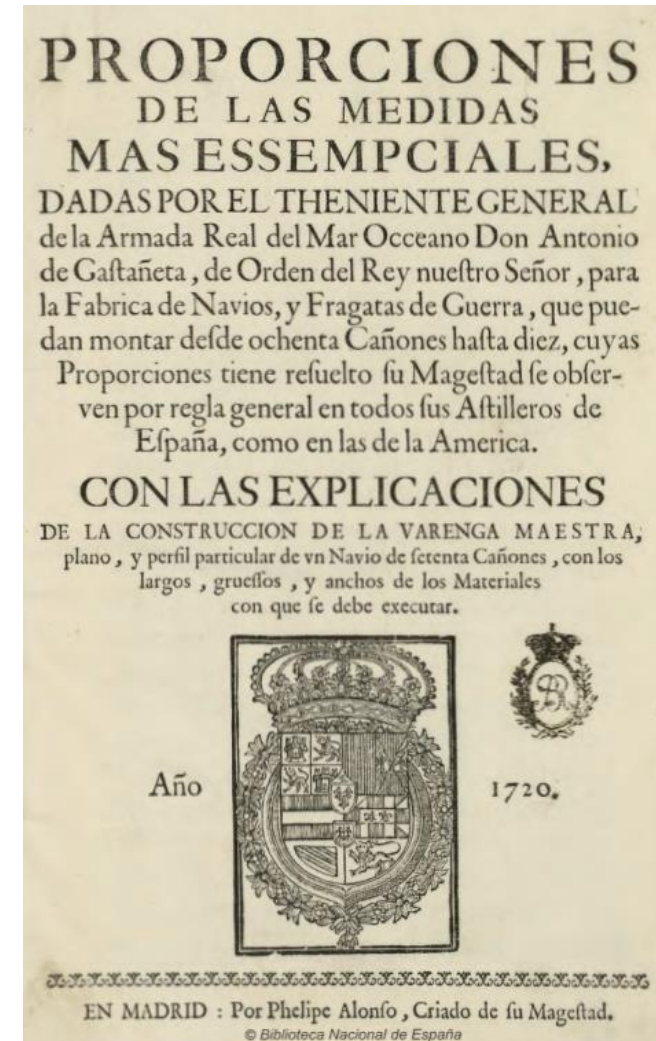 PROPORCIONES
DE LAS MEDIDAS
MAS ESSEMPCIALES,
DADAS POR EL THENIENTE GENERAL
de la Armada Real del Mar Occeano Don Antonio
de Gaſtañeta, de Orden del Rey nueſtro Señor, para
la Fabrica de Navios, y Fragatas de Guerra, que pue-
dan montar deſde ochenta Cañones haſta diez, cuyas
Proporciones tiene reſuelto ſu Mageſtad ſe obſer-
ven por regla general en todos ſus Aſtilleros de
Eſpaña, como en las de la America.
CON LAS EXPLICACIONES
DE LA CONSTRUCCION DE LA VARENGA MAESTRA,
plano, y perfil particular de vn Navio de ſetenta Cañones, con los
largos, grueſſos, y anchos de los Materiales
con que ſe debe executar.
Año 1720.
EN MADRID : Por Phelipe Alonſo, Criado de ſu Mageſtad.
© Biblioteca Nacional de España